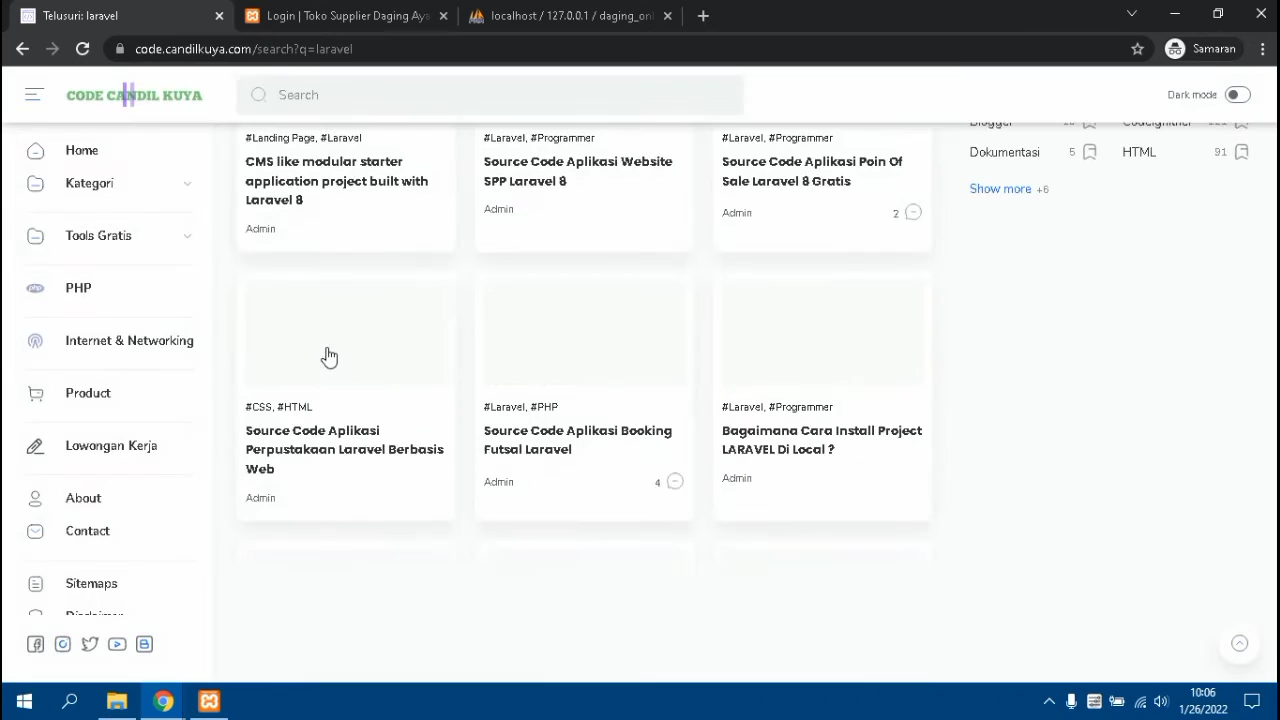 Telusuri: laravel
Login | Toko Supplier Daging Aya
localhost / 127.0.0.1 / daging_onl
code.candilkuya.com/search?q=laravel
Samaran
CODE CANDIL KUYA
Search
Dark mode
Home
Kategori
Tools Gratis
PHP
Internet & Networking
Product
Lowongan Kerja
About
Contact
Sitemaps
Disclaimer
#Landing Page, #Laravel
CMS like modular starter
application project built with
Laravel 8
Admin
#Laravel, #Programmer
Source Code Aplikasi Website
SPP Laravel 8
Admin
#Laravel, #Programmer
Source Code Aplikasi Poin Of
Sale Laravel 8 Gratis
Admin 2
#CSS, #HTML
Source Code Aplikasi
Perpustakaan Laravel Berbasis
Web
Admin
#Laravel, #PHP
Source Code Aplikasi Booking
Futsal Laravel
Admin 4
#Laravel, #Programmer
Bagaimana Cara Install Project
LARAVEL Di Local ?
Admin
Blogger
Codeigniter
Dokumentasi 5
HTML 91
Show more +6
10:06
1/26/2022